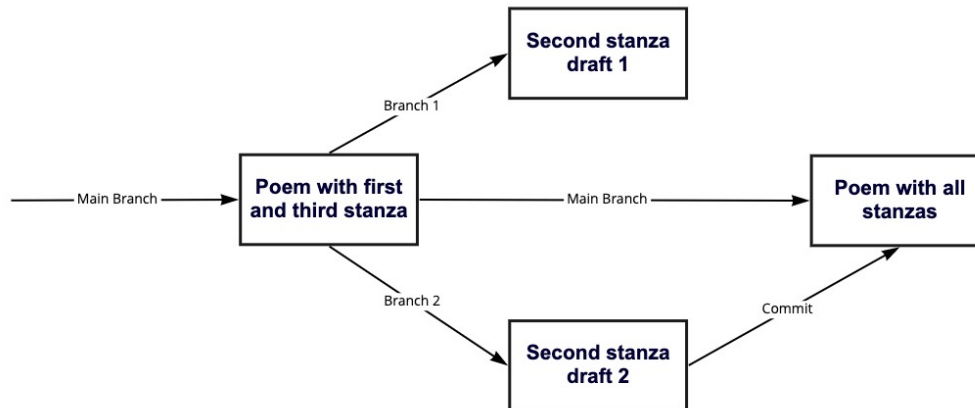 Second stanza
draft 1
Branch 1
Main Branch
Poem with first
and third stanza
Main Branch
Poem with all
stanzas
Branch 2
Commit
Second stanza
draft 2